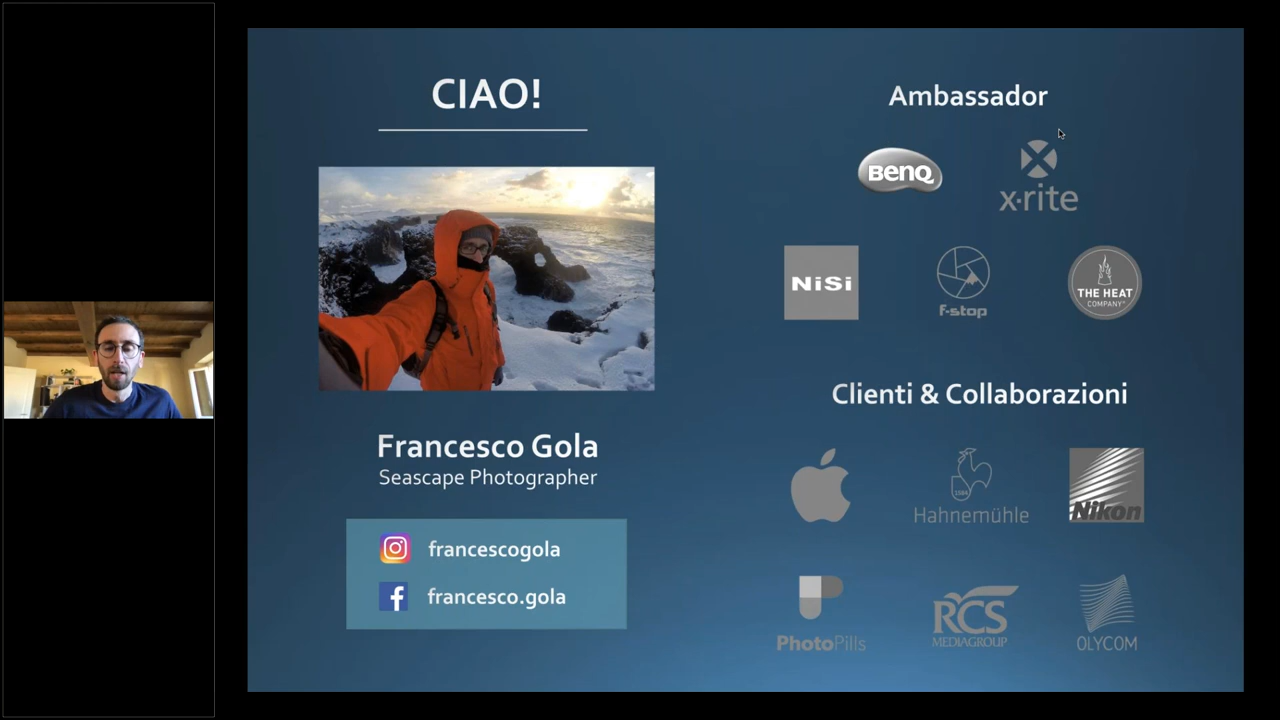 CIAO!
Francesco Gola
Seascape Photographer
francescogola
francesco.gola
Ambassador
BenQ
x·rite
NiSi
f-stop
THE HEAT
COMPANY
Clienti & Collaborazioni
1584
Hahnemühle
Nikon
PhotoPills
RCS
MEDIAGROUP
OLYCOM